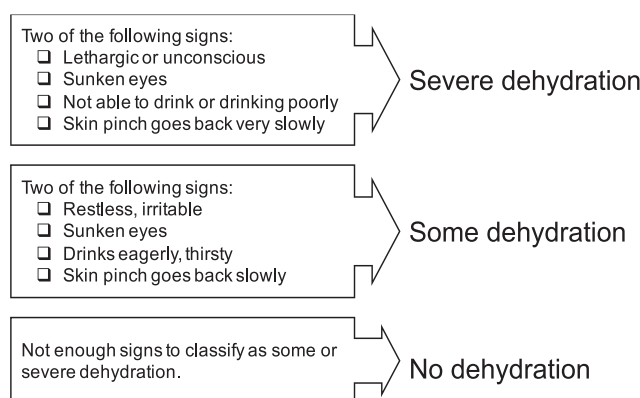 Two of the following signs:
❑ Lethargic or unconscious
❑ Sunken eyes
❑ Not able to drink or drinking poorly
❑ Skin pinch goes back very slowly
Severe dehydration
Two of the following signs:
❑ Restless, irritable
❑ Sunken eyes
❑ Drinks eagerly, thirsty
❑ Skin pinch goes back slowly
Some dehydration
Not enough signs to classify as some or
severe dehydration.
No dehydration